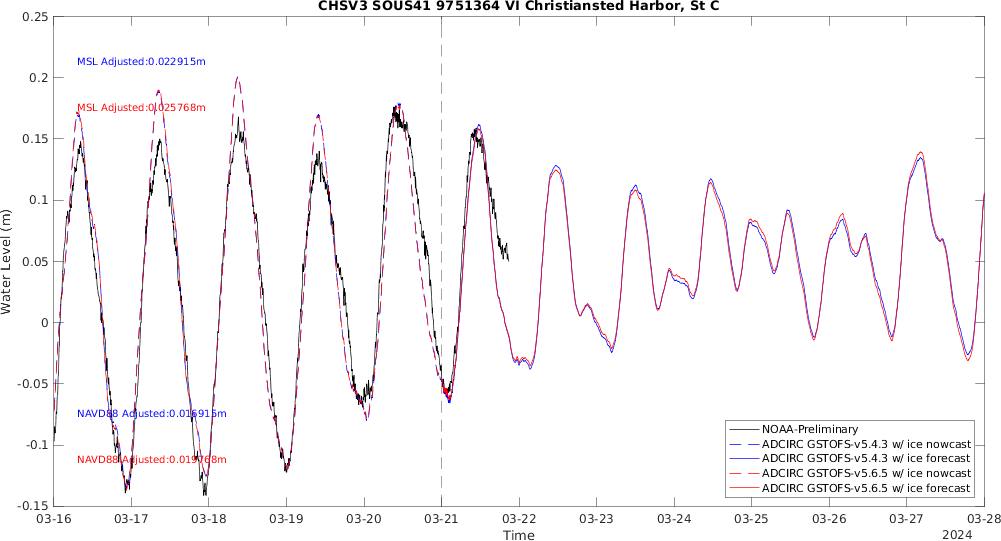 CHSV3 SOUS41 9751364 VI Christiansted Harbor, St C
0.25
0.2
0.15
0.1
0.05
0
-0.05
-0.1
-0.15
Water Level (m)
MSL Adjusted:0.022915m
MSL Adjusted:0.025768m
NAVD88 Adjusted:0.016915m
NAVD88 Adjusted:0.019768m
NOAA-Preliminary
ADCIRC GSTOFS-v5.4.3 w/ ice nowcast
ADCIRC GSTOFS-v5.4.3 w/ ice forecast
ADCIRC GSTOFS-v5.6.5 w/ ice nowcast
ADCIRC GSTOFS-v5.6.5 w/ ice forecast
03-16 03-17 03-18 03-19 03-20 03-21 03-22 03-23 03-24 03-25 03-26 03-27 03-28
Time
2024